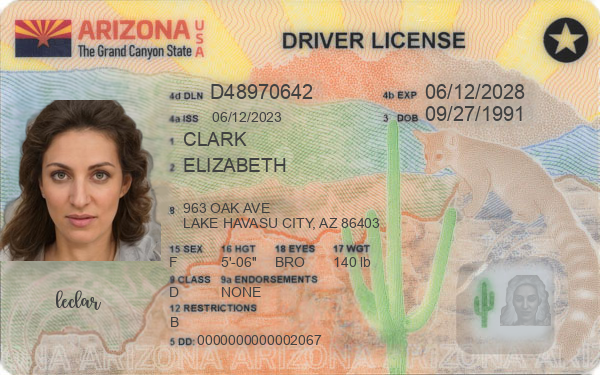 ARIZONA USA
The Grand Canyon State
DRIVER LICENSE
4d DLN D48970642
4b EXP 06/12/2028
4a ISS 06/12/2023
3 DOB 09/27/1991
1 CLARK
2 ELIZABETH
8 963 OAK AVE
LAKE HAVASU CITY, AZ 86403
15 SEX 16 HGT 18 EYES 17 WGT
F 5'-06" BRO 140 lb
9 CLASS 9a ENDORSEMENTS
D NONE
12 RESTRICTIONS
B
5 DD: 0000000000002067
leclar
ARIZONA ARIZONA ARIZONA ARIZONA